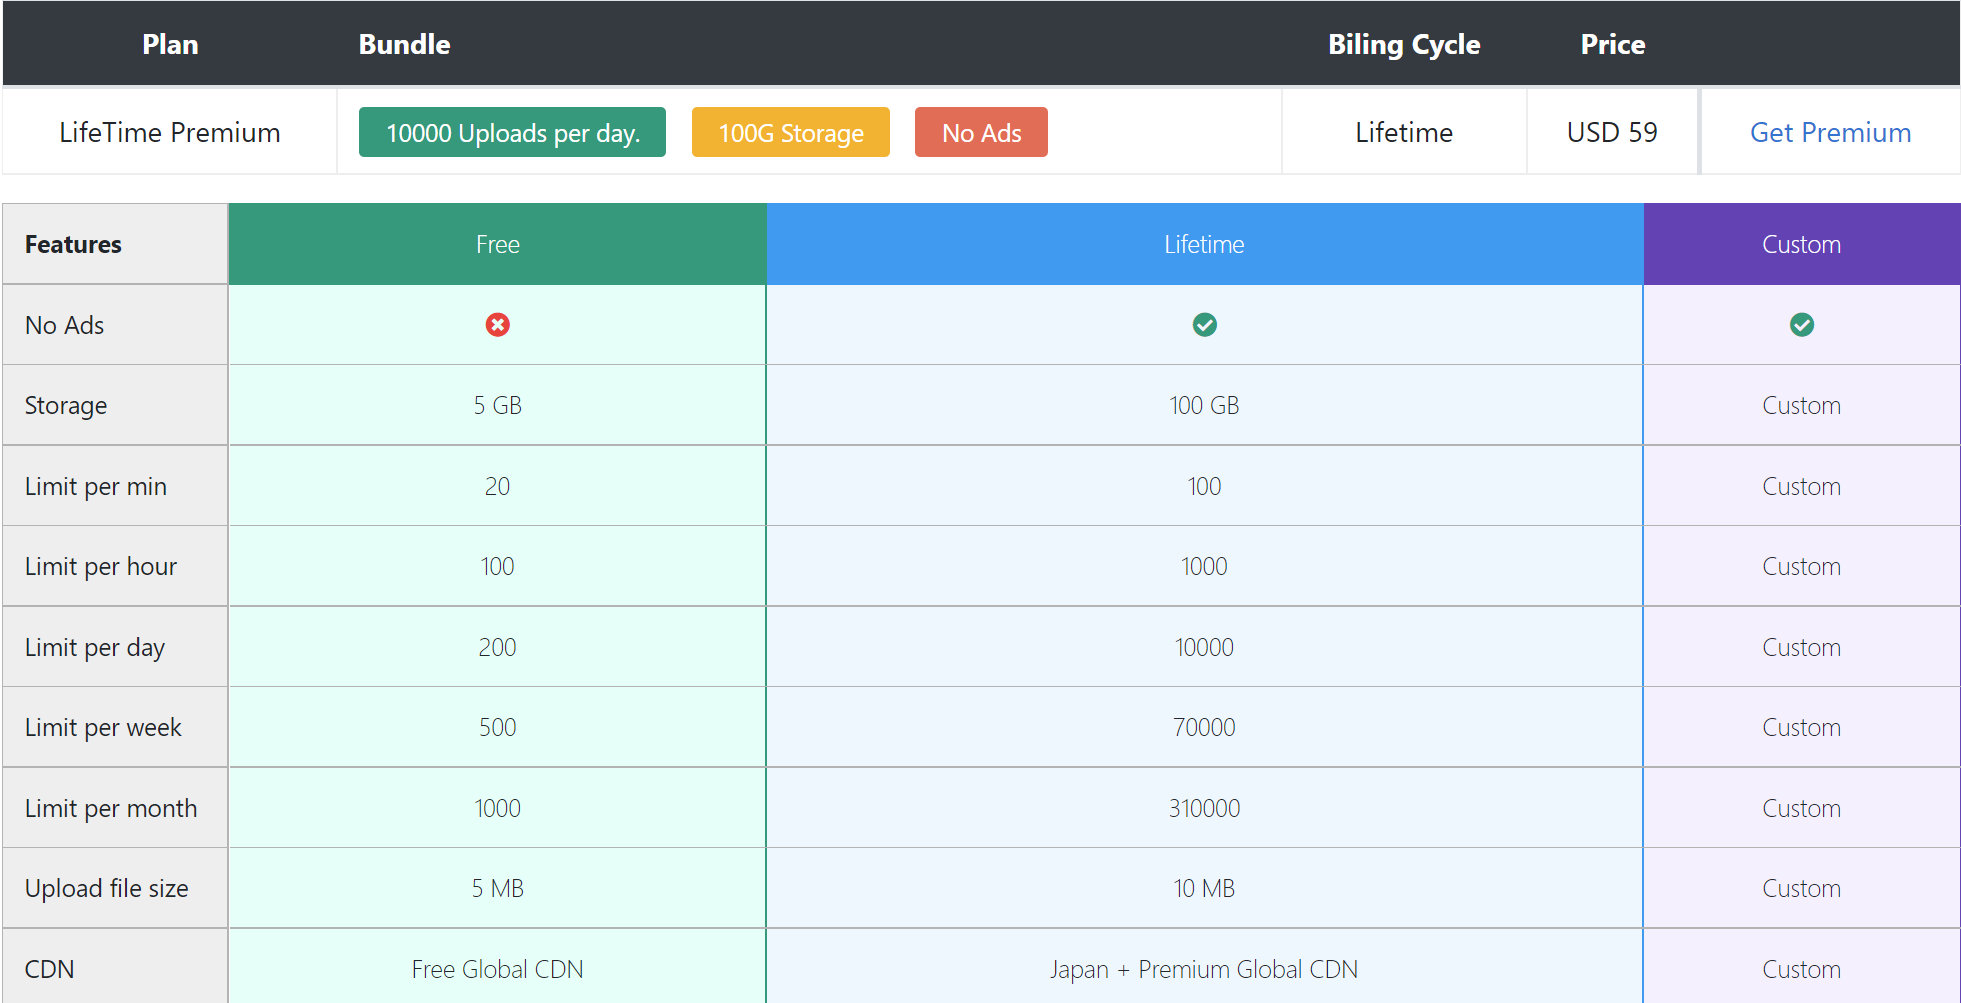 Plan Bundle Biling Cycle Price
LifeTime Premium 10000 Uploads per day. 100G Storage No Ads Lifetime USD 59 Get Premium
Features Free Lifetime Custom
No Ads
Storage 5 GB 100 GB Custom
Limit per min 20 100 Custom
Limit per hour 100 1000 Custom
Limit per day 200 10000 Custom
Limit per week 500 70000 Custom
Limit per month 1000 310000 Custom
Upload file size 5 MB 10 MB Custom
CDN Free Global CDN Japan + Premium Global CDN Custom